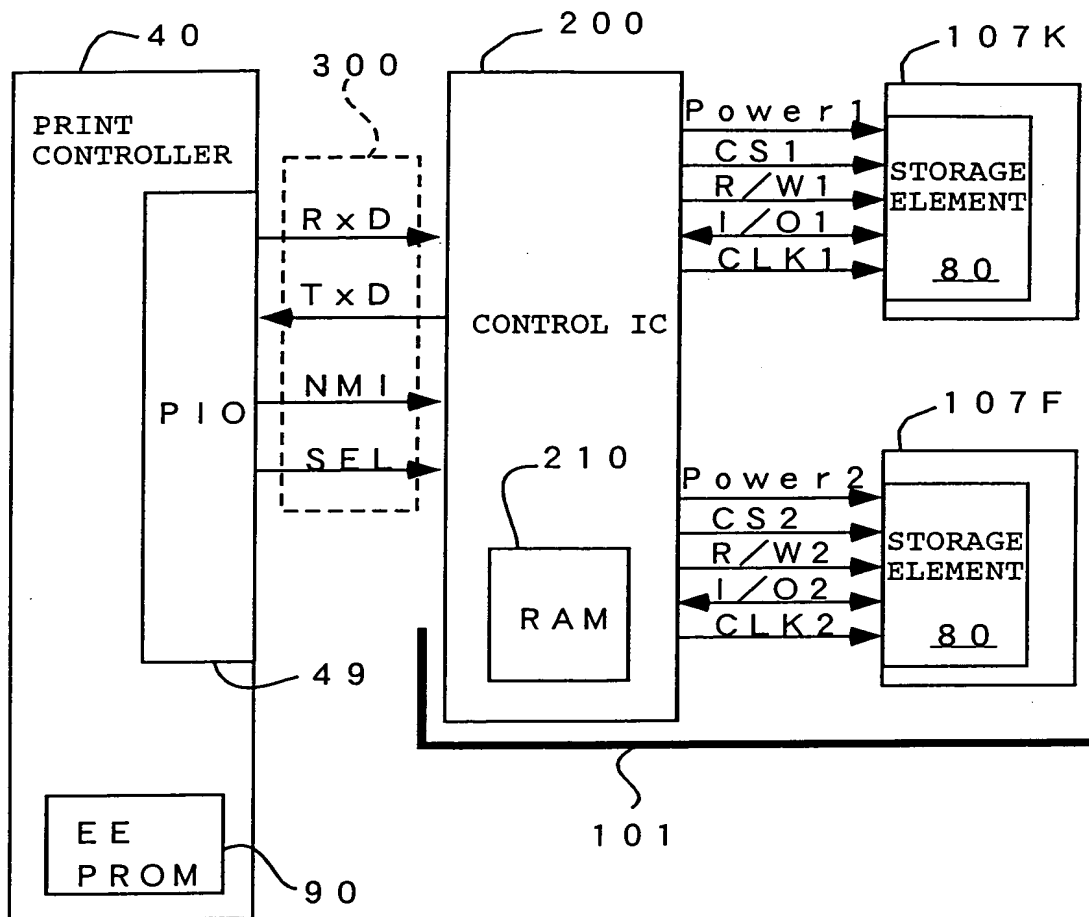 40
300
200
107K
PRINT
CONTROLLER
RxD
TxD
NMI
SEL
PIO
49
EE
PROM
90
CONTROL IC
210
RAM
101
Power1
CS1
R/W1
I/O1
CLK1
STORAGE
ELEMENT
80
107F
Power2
CS2
R/W2
I/O2
CLK2
STORAGE
ELEMENT
80